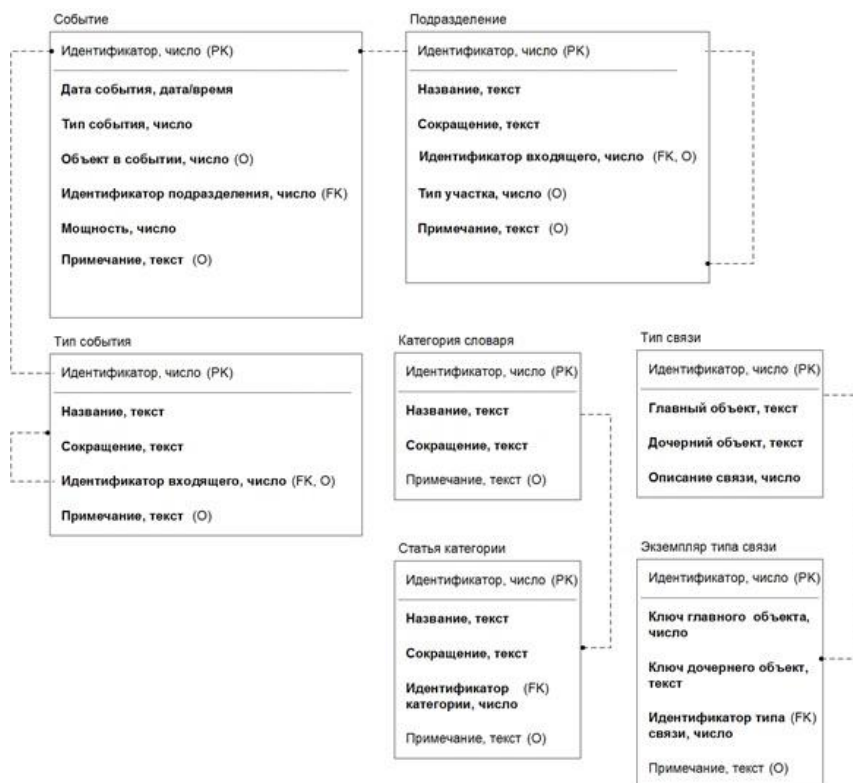 Событие
Идентификатор, число (PK)
Дата события, дата/время
Тип события, число
Объект в событии, число (O)
Идентификатор подразделения, число (FK)
Мощность, число
Примечание, текст (O)
Подразделение
Идентификатор, число (PK)
Название, текст
Сокращение, текст
Идентификатор входящего, число (FK, O)
Тип участка, число (O)
Примечание, текст (O)
Тип события
Идентификатор, число (PK)
Название, текст
Сокращение, текст
Идентификатор входящего, число (FK, O)
Примечание, текст (O)
Категория словаря
Идентификатор, число (PK)
Название, текст
Сокращение, текст
Примечание, текст (O)
Тип связи
Идентификатор, число (PK)
Главный объект, текст
Дочерний объект, текст
Описание связи, число
Статья категории
Идентификатор, число (PK)
Название, текст
Сокращение, текст
Идентификатор (FK)
категории, число
Примечание, текст (O)
Экземпляр типа связи
Идентификатор, число (PK)
Ключ главного объекта,
число
Ключ дочернего объект,
текст
Идентификатор типа (FK)
связи, число
Примечание, текст (O)